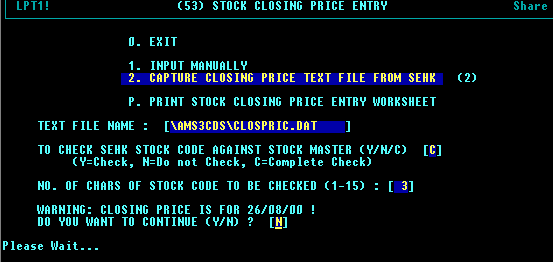 LPT1! (53) STOCK CLOSING PRICE ENTRY Share
0. EXIT
1. INPUT MANUALLY
2. CAPTURE CLOSING PRICE TEXT FILE FROM SEHK (2)
P. PRINT STOCK CLOSING PRICE ENTRY WORKSHEET
TEXT FILE NAME : [\AMS3CDS\CLOSPRIC.DAT ]
TO CHECK SEHK STOCK CODE AGAINST STOCK MASTER (Y/N/C) [C]
(Y=Check, N=Do not Check, C=Complete Check)
NO. OF CHARS OF STOCK CODE TO BE CHECKED (1-15) : [ 3]
WARNING: CLOSING PRICE IS FOR 26/08/00 !
DO YOU WANT TO CONTINUE (Y/N) ? [N]
Please Wait...